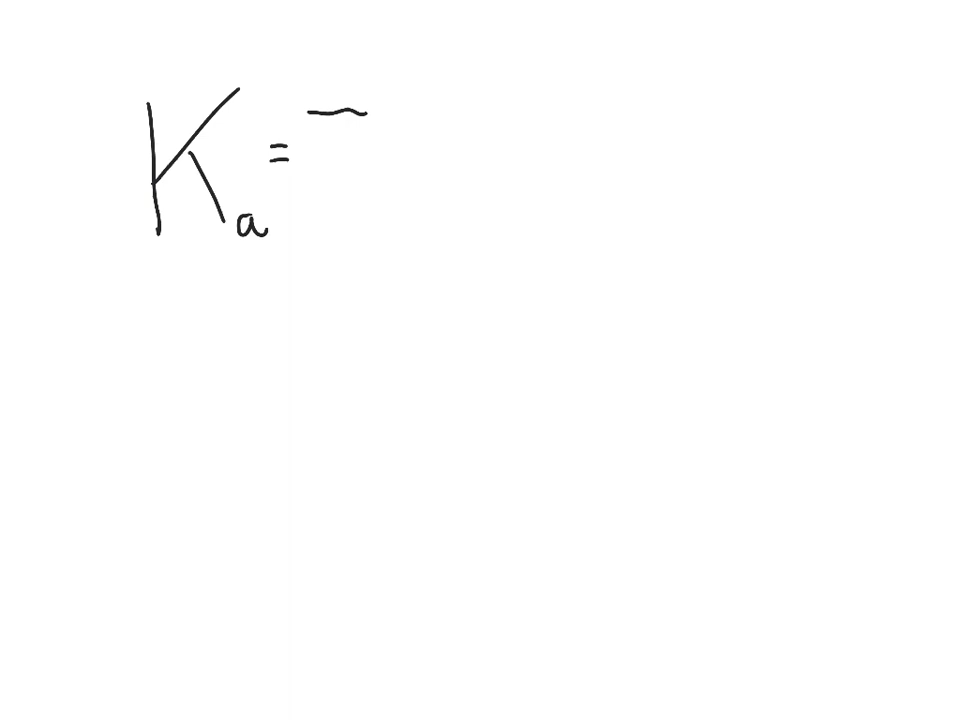 Ka =